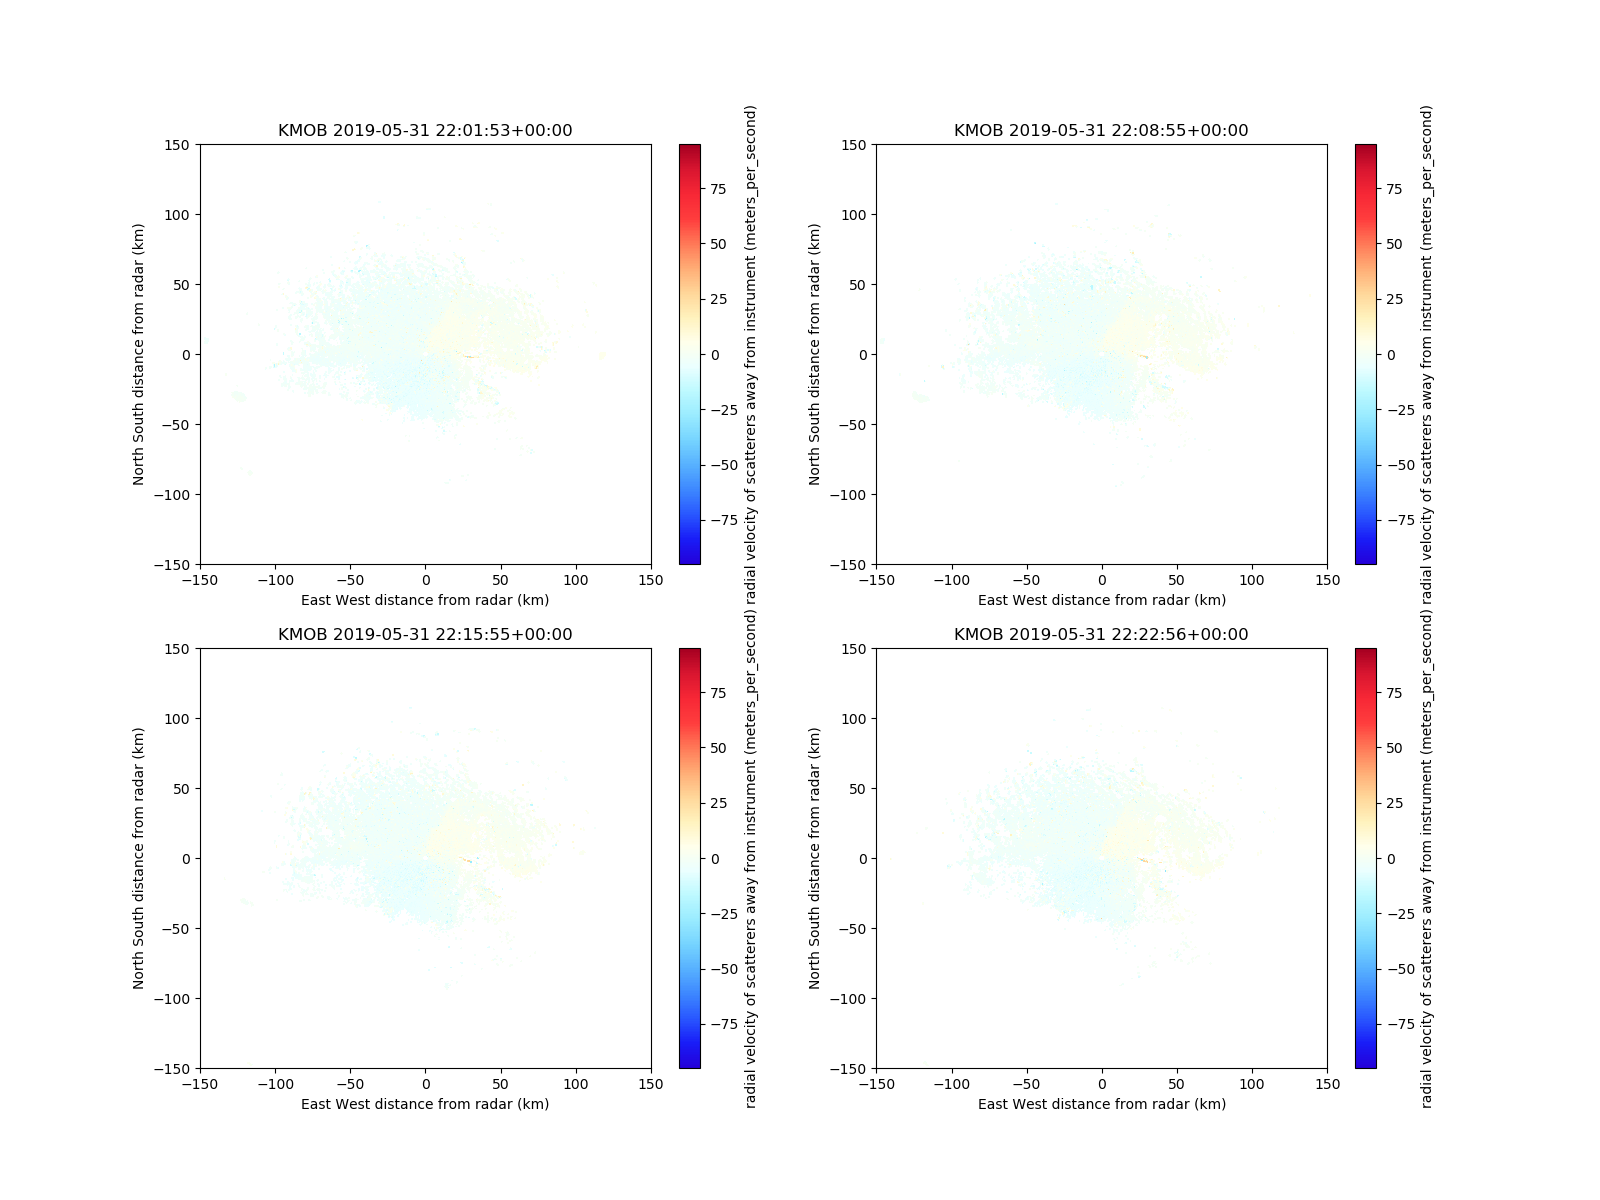 KMOB 2019-05-31 22:01:53+00:00
150
100
50
0
−50
−100
−150
−150 −100 −50 0 50 100 150
North South distance from radar (km)
East West distance from radar (km)
75
50
25
0
−25
−50
−75
radial velocity of scatterers away from instrument (meters_per_second)
KMOB 2019-05-31 22:08:55+00:00
150
100
50
0
−50
−100
−150
−150 −100 −50 0 50 100 150
North South distance from radar (km)
East West distance from radar (km)
75
50
25
0
−25
−50
−75
radial velocity of scatterers away from instrument (meters_per_second)
KMOB 2019-05-31 22:15:55+00:00
150
100
50
0
−50
−100
−150
−150 −100 −50 0 50 100 150
North South distance from radar (km)
East West distance from radar (km)
75
50
25
0
−25
−50
−75
radial velocity of scatterers away from instrument (meters_per_second)
KMOB 2019-05-31 22:22:56+00:00
150
100
50
0
−50
−100
−150
−150 −100 −50 0 50 100 150
North South distance from radar (km)
East West distance from radar (km)
75
50
25
0
−25
−50
−75
radial velocity of scatterers away from instrument (meters_per_second)